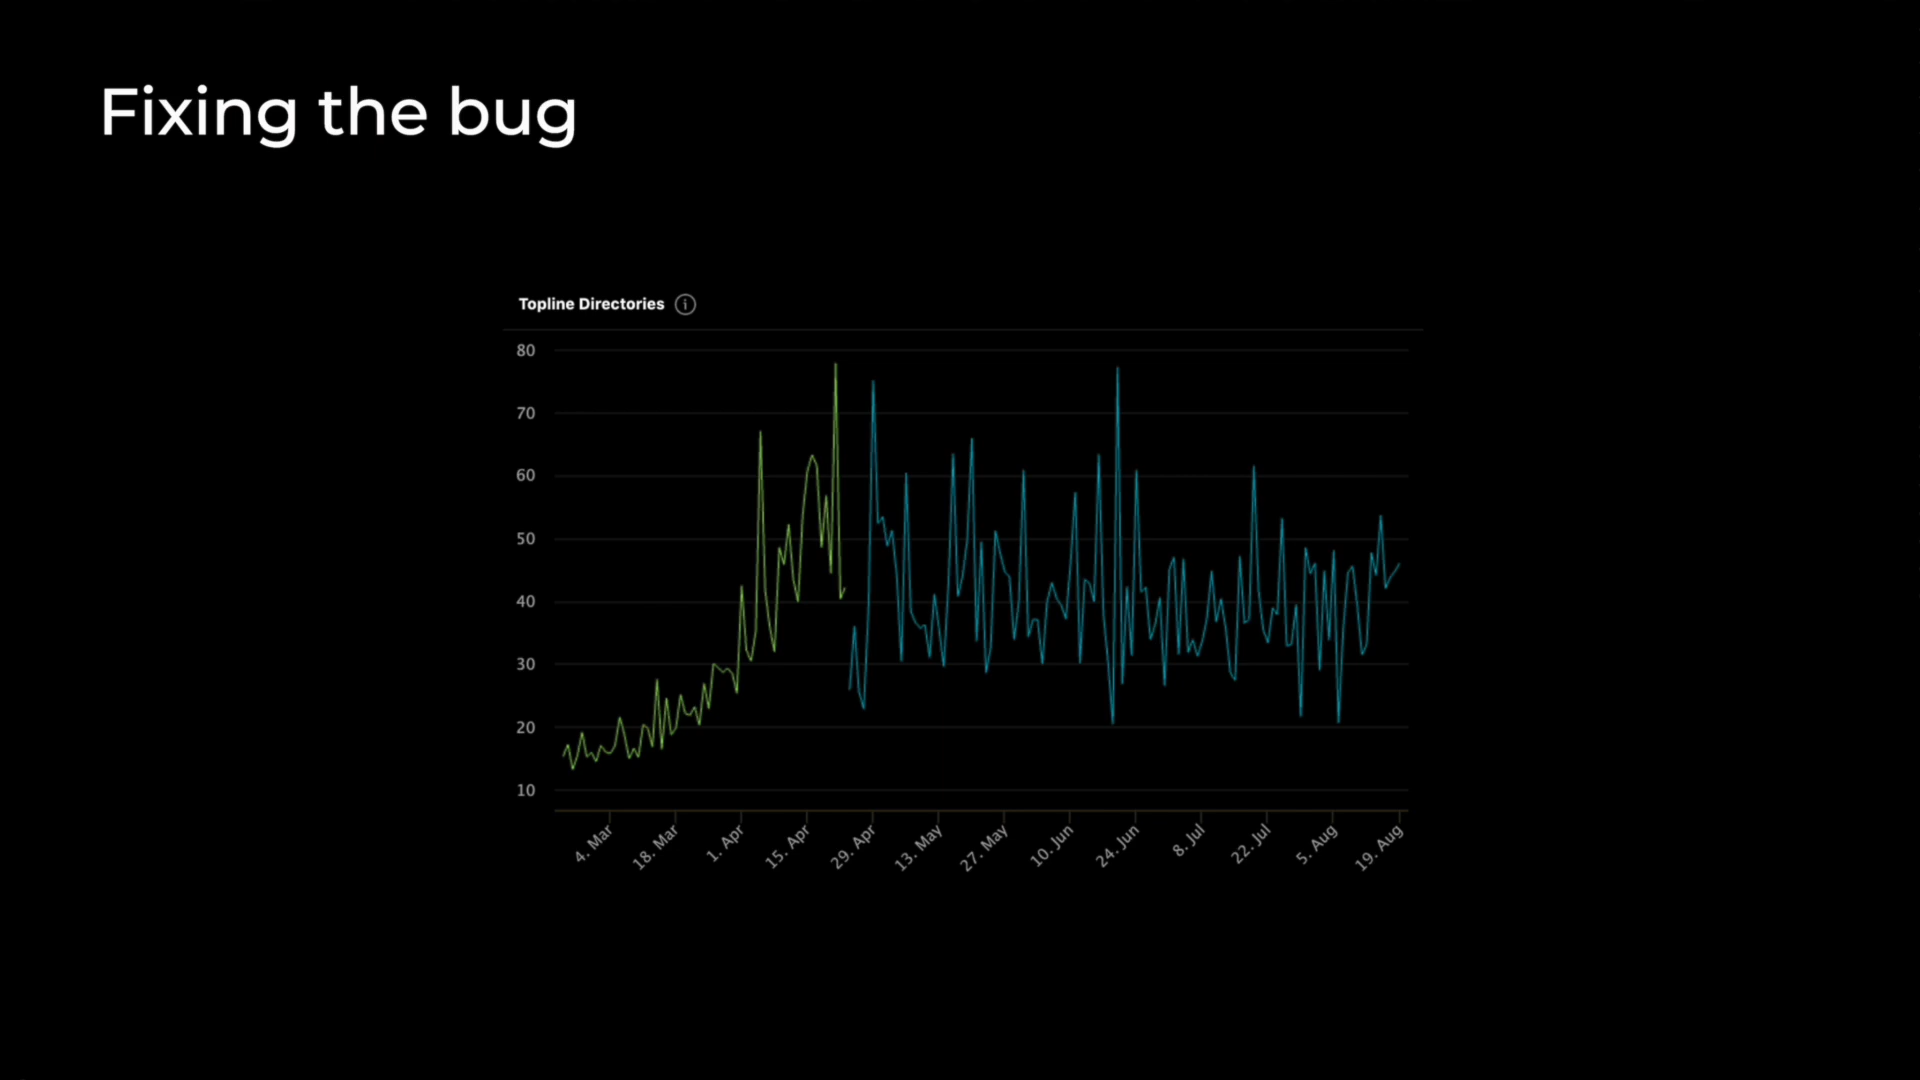 Fixing the bug
Topline Directories i
80
70
60
50
40
30
20
10
4. Mar
18. Mar
1. Apr
15. Apr
29. Apr
13. May
27. May
10. Jun
24. Jun
8. Jul
22. Jul
5. Aug
19. Aug